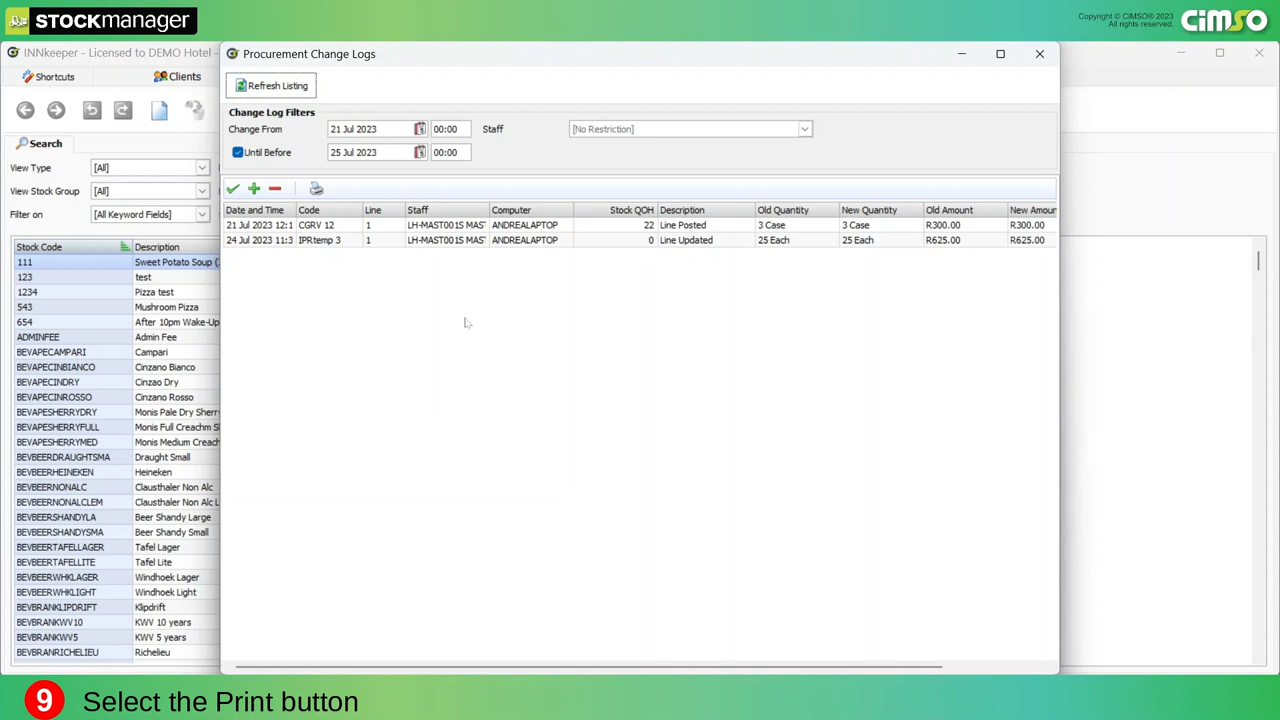 STOCKMANAGER
Copyright © CiMSO® 2023
All rights reserved.
CiMSO
INNkeeper - Licensed to DEMO Hotel -
Shortcuts
Clients
Search
View Type [All]
View Stock Group [All]
Filter on [All Keyword Fields]
Stock Code Description
111 Sweet Potato Soup (
123 test
1234 Pizza test
543 Mushroom Pizza
654 After 10pm Wake-Up
ADMINFEE Admin Fee
BEVAPECAMPARI Campari
BEVAPECINBIANCO Cinzano Bianco
BEVAPECINDRY Cinzao Dry
BEVAPECINROSSO Cinzano Rosso
BEVAPESHERRYDRY Monis Pale Dry Sherr
BEVAPESHERRYFULL Monis Full Creachm S
BEVAPESHERRYMED Monis Medium Creach
BEVBEERDRAUGHTSMA Draught Small
BEVBEERHEINEKEN Heineken
BEVBEERNONALC Clausthaler Non Alc
BEVBEERNONALCLEM Clausthaler Non Alc L
BEVBEERSHANDYLA Beer Shandy Large
BEVBEERSHANDYSMA Beer Shandy Small
BEVBEERTAFELLAGER Tafel Lager
BEVBEERTAFELLITE Tafel Lite
BEVBEERWHKLAGER Windhoek Lager
BEVBEERWHKLIGHT Windhoek Light
BEVBRANKLIPDRIFT Klipdrift
BEVBRANKWV10 KWV 10 years
BEVBRANKWV5 KWV 5 years
BEVBRANRICHELIEU Richelieu
Procurement Change Logs
Refresh Listing
Change Log Filters
Change From 21 Jul 2023 00:00 Staff [No Restriction]
Until Before 25 Jul 2023 00:00
Date and Time Code Line Staff Computer Stock QOH Description Old Quantity New Quantity Old Amount New Amour
21 Jul 2023 12:1 CGRV 12 1 LH-MAST001S MAST ANDREALAPTOP 22 Line Posted 3 Case 3 Case R300.00 R300.00
24 Jul 2023 11:3 IPRtemp 3 1 LH-MAST001S MAST ANDREALAPTOP 0 Line Updated 25 Each 25 Each R625.00 R625.00
9 Select the Print button